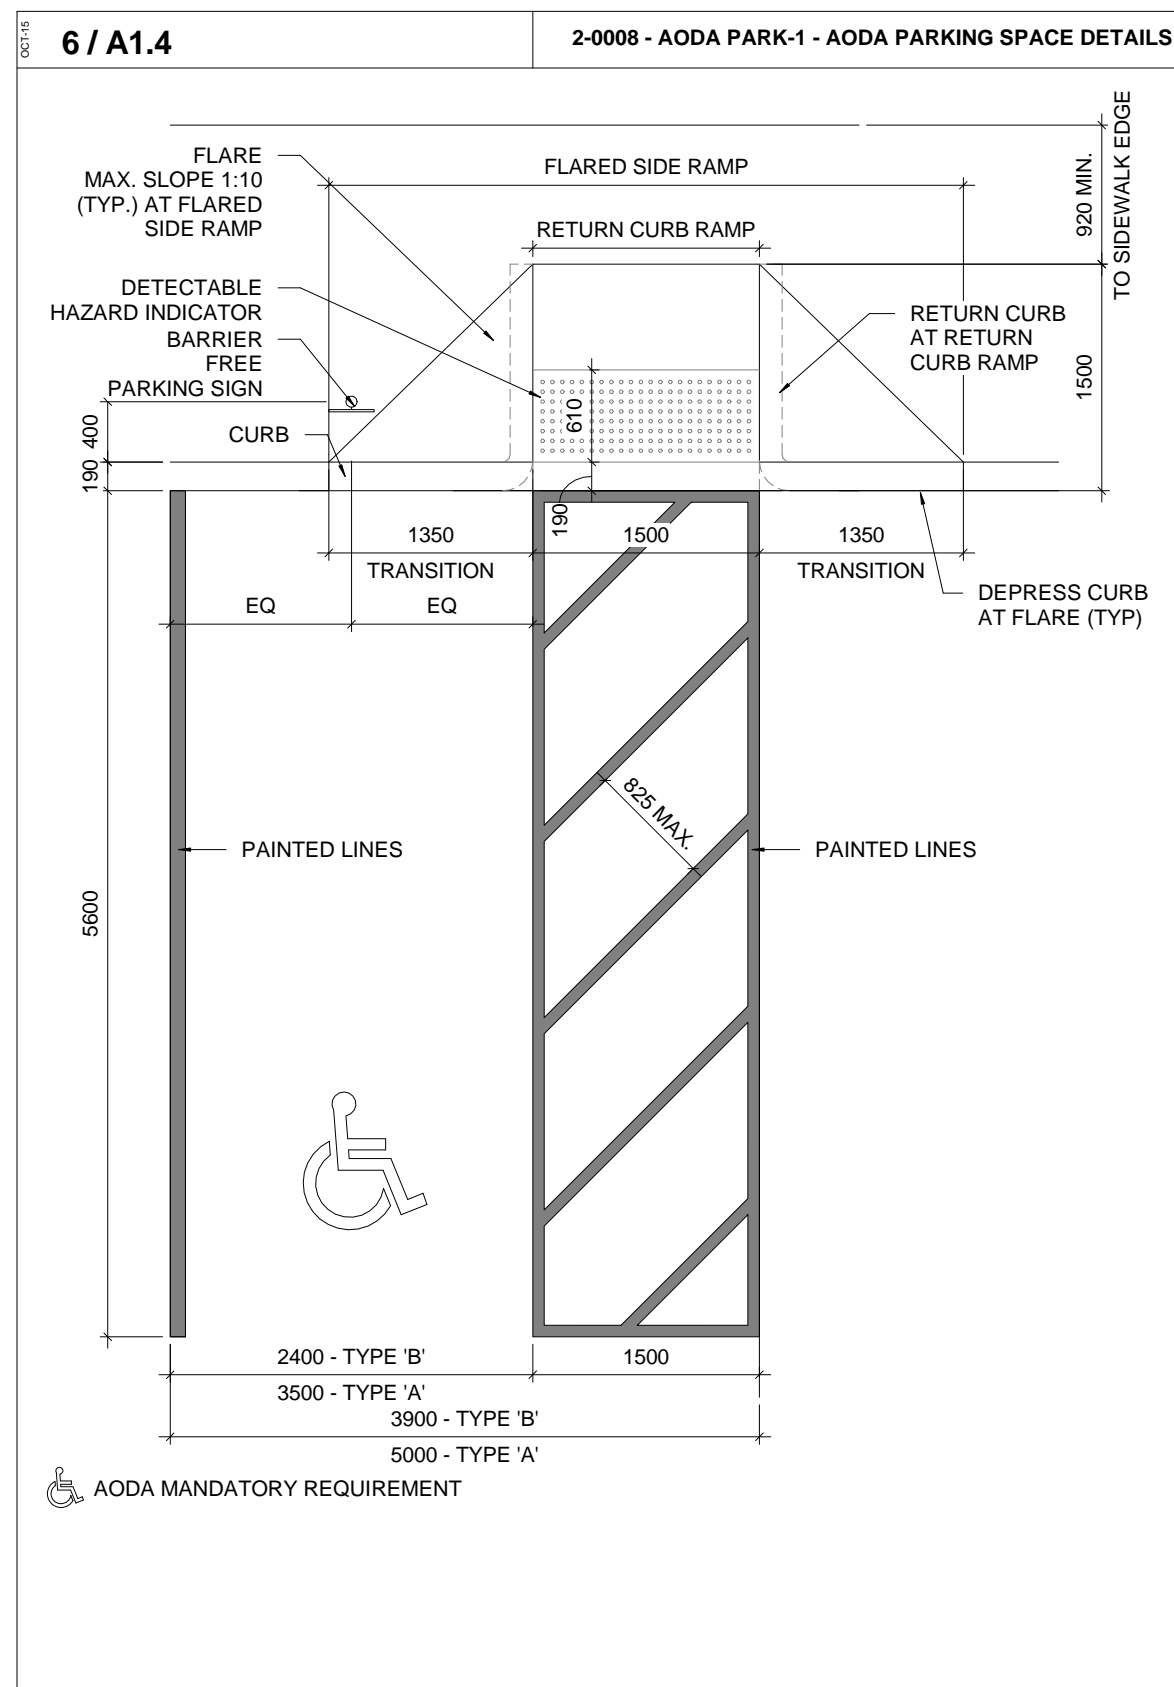 OCT-15
6 / A1.4
2-0008 - AODA PARK-1 - AODA PARKING SPACE DETAILS
FLARE
MAX. SLOPE 1:10
(TYP.) AT FLARED
SIDE RAMP
FLARED SIDE RAMP
RETURN CURB RAMP
920 MIN.
TO SIDEWALK EDGE
DETECTABLE
HAZARD INDICATOR
BARRIER
FREE
PARKING SIGN
RETURN CURB
AT RETURN
CURB RAMP
1500
610
400
CURB
190
190
1350
1500
1350
TRANSITION
TRANSITION
DEPRESS CURB
AT FLARE (TYP)
EQ
EQ
825 MAX.
PAINTED LINES
PAINTED LINES
5600
2400 - TYPE 'B'
1500
3500 - TYPE 'A'
3900 - TYPE 'B'
5000 - TYPE 'A'
AODA MANDATORY REQUIREMENT